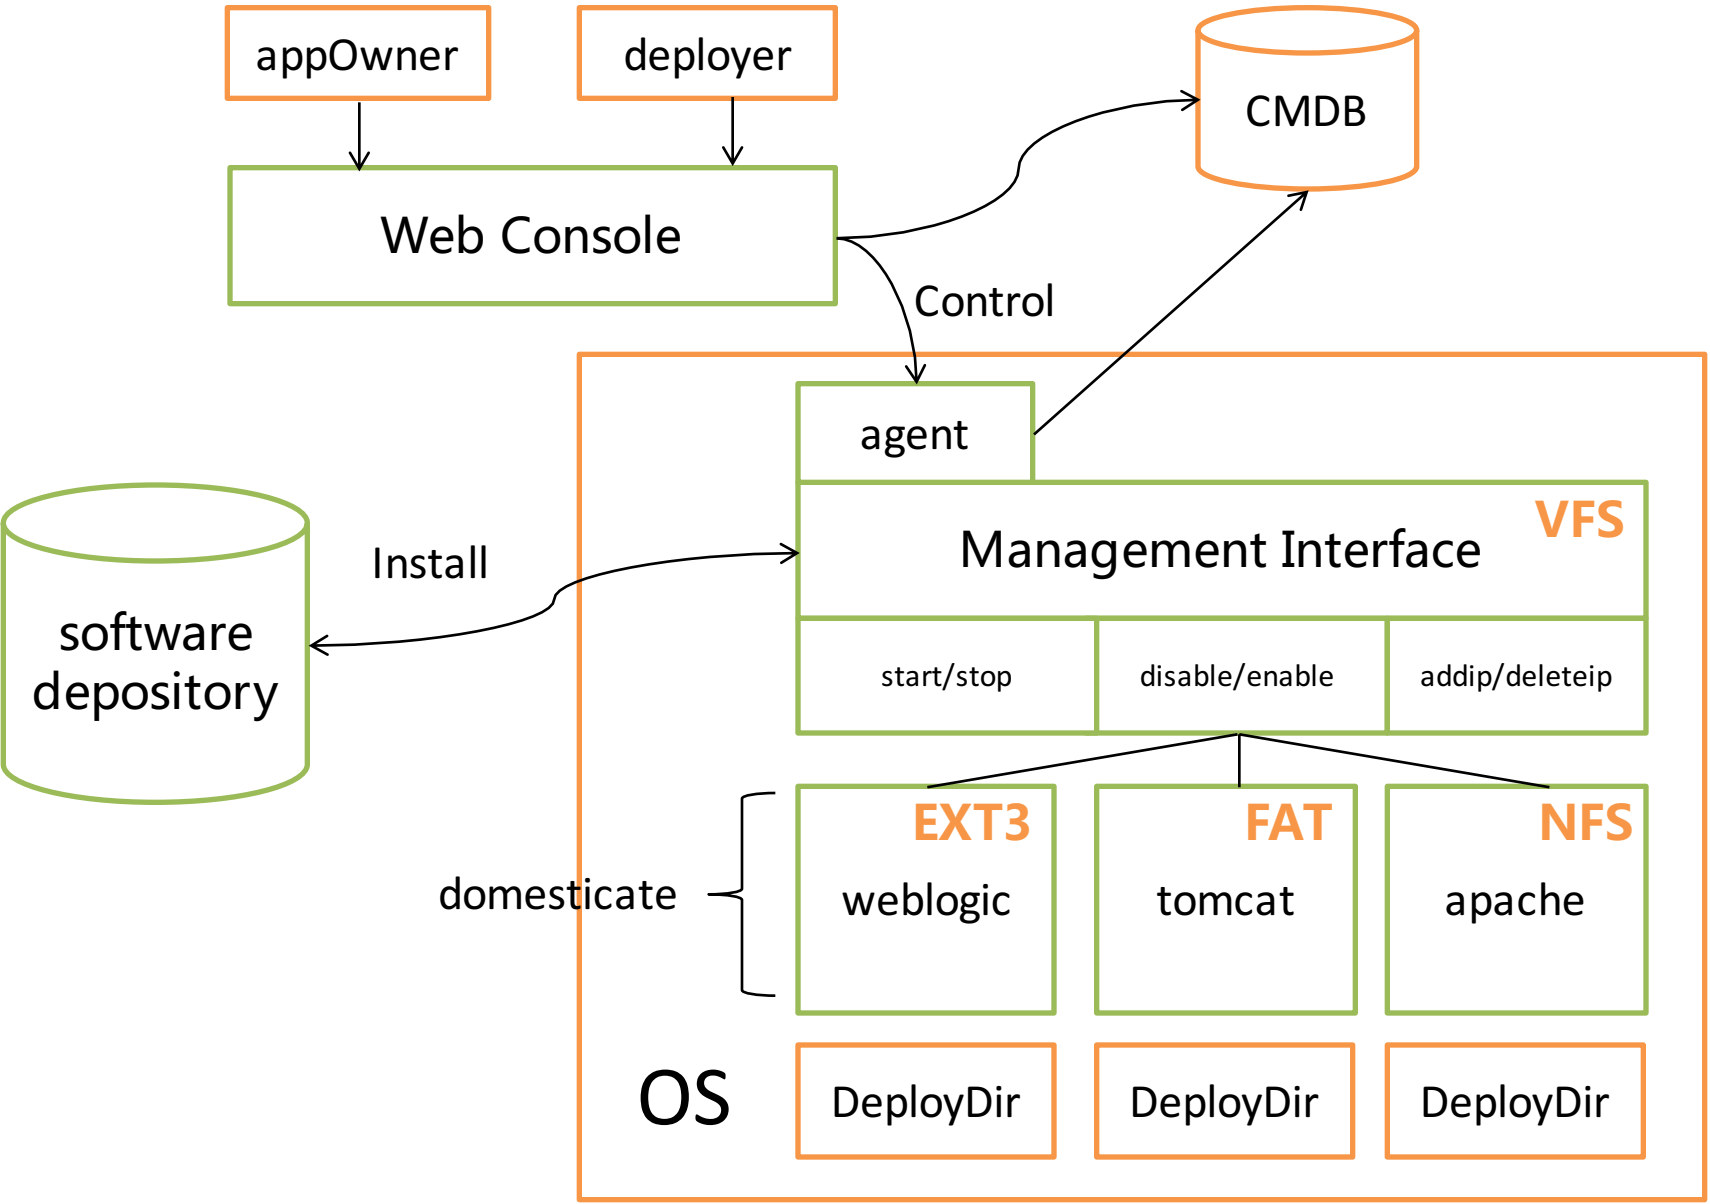 appOwner
deployer
CMDB
Web Console
Control
agent
VFS
Management Interface
Install
software
depository
start/stop
disable/enable
addip/deleteip
EXT3
FAT
NFS
domesticate
weblogic
tomcat
apache
OS
DeployDir
DeployDir
DeployDir